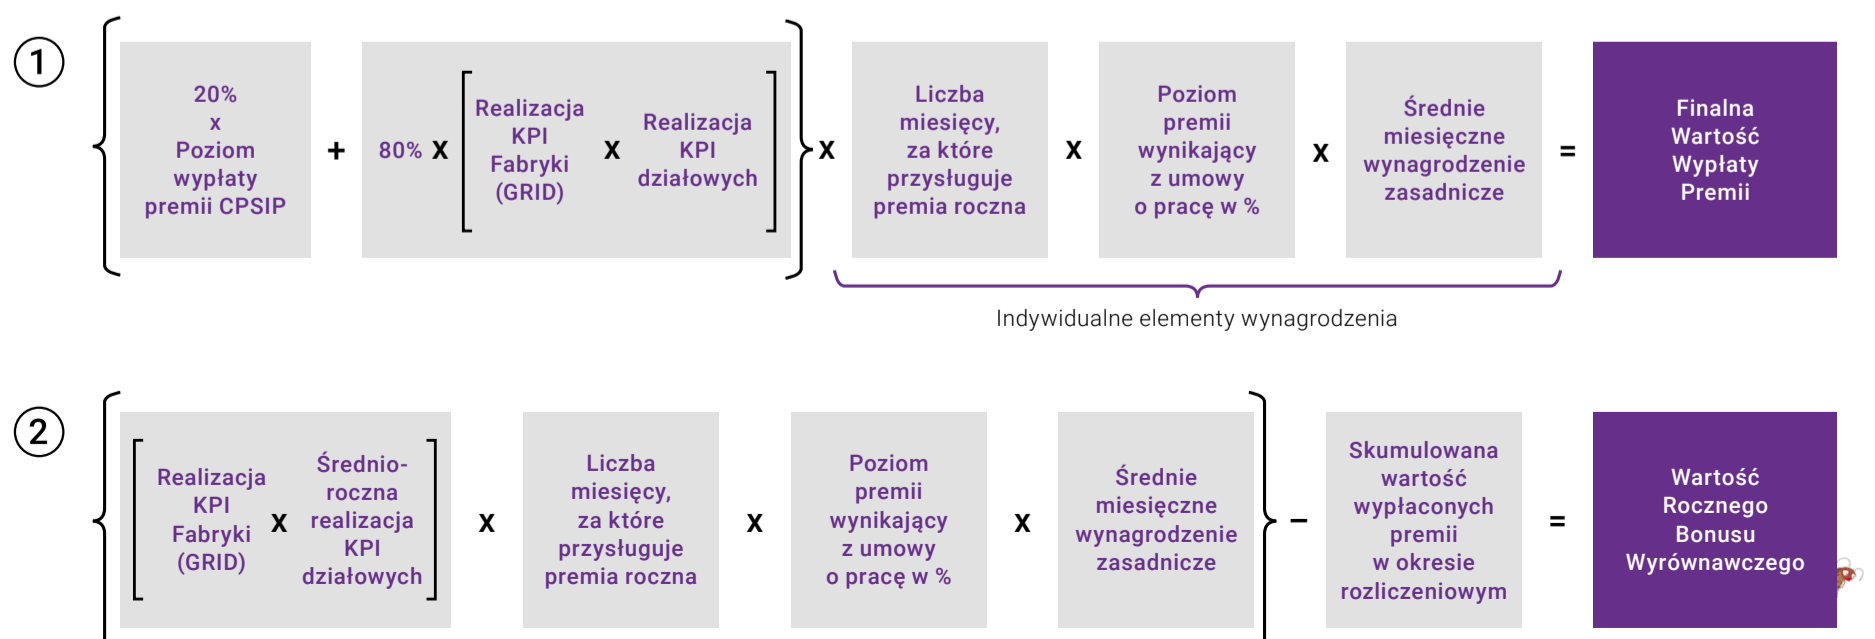 1
20%
x
Poziom
wypłaty
premii CPSIP
+
80% x
Realizacja
KPI
Fabryki
(GRID)
x
Realizacja
KPI
działowych
x
Liczba
miesięcy,
za które
przysługuje
premia roczna
x
Poziom
premii
wynikający
z umowy
o pracę w %
x
Średnie
miesięczne
wynagrodzenie
zasadnicze
=
Finalna
Wartość
Wypłaty
Premii
Indywidualne elementy wynagrodzenia
2
Realizacja
KPI
Fabryki
(GRID)
x
Średnio-
roczna
realizacja
KPI
działowych
x
Liczba
miesięcy,
za które
przysługuje
premia roczna
x
Poziom
premii
wynikający
z umowy
o pracę w %
x
Średnie
miesięczne
wynagrodzenie
zasadnicze
–
Skumulowana
wartość
wypłaconych
premii
w okresie
rozliczeniowym
=
Wartość
Rocznego
Bonusu
Wyrównawczego